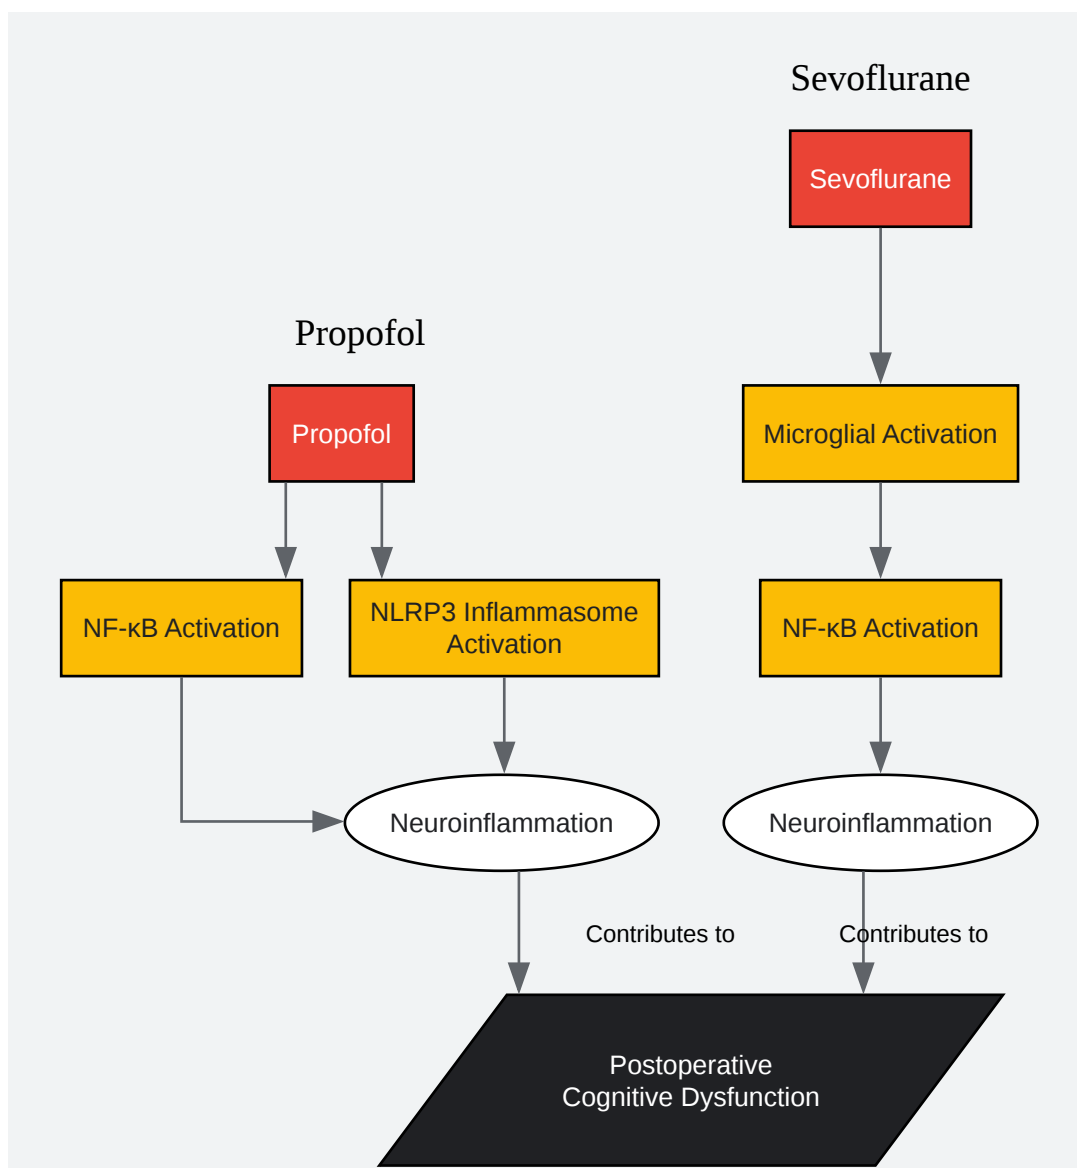 Sevoflurane
Sevoflurane
Propofol
Propofol
Microglial Activation
NF-κB Activation
NLRP3 Inflammasome
Activation
NF-κB Activation
Neuroinflammation
Neuroinflammation
Contributes to
Contributes to
Postoperative
Cognitive Dysfunction